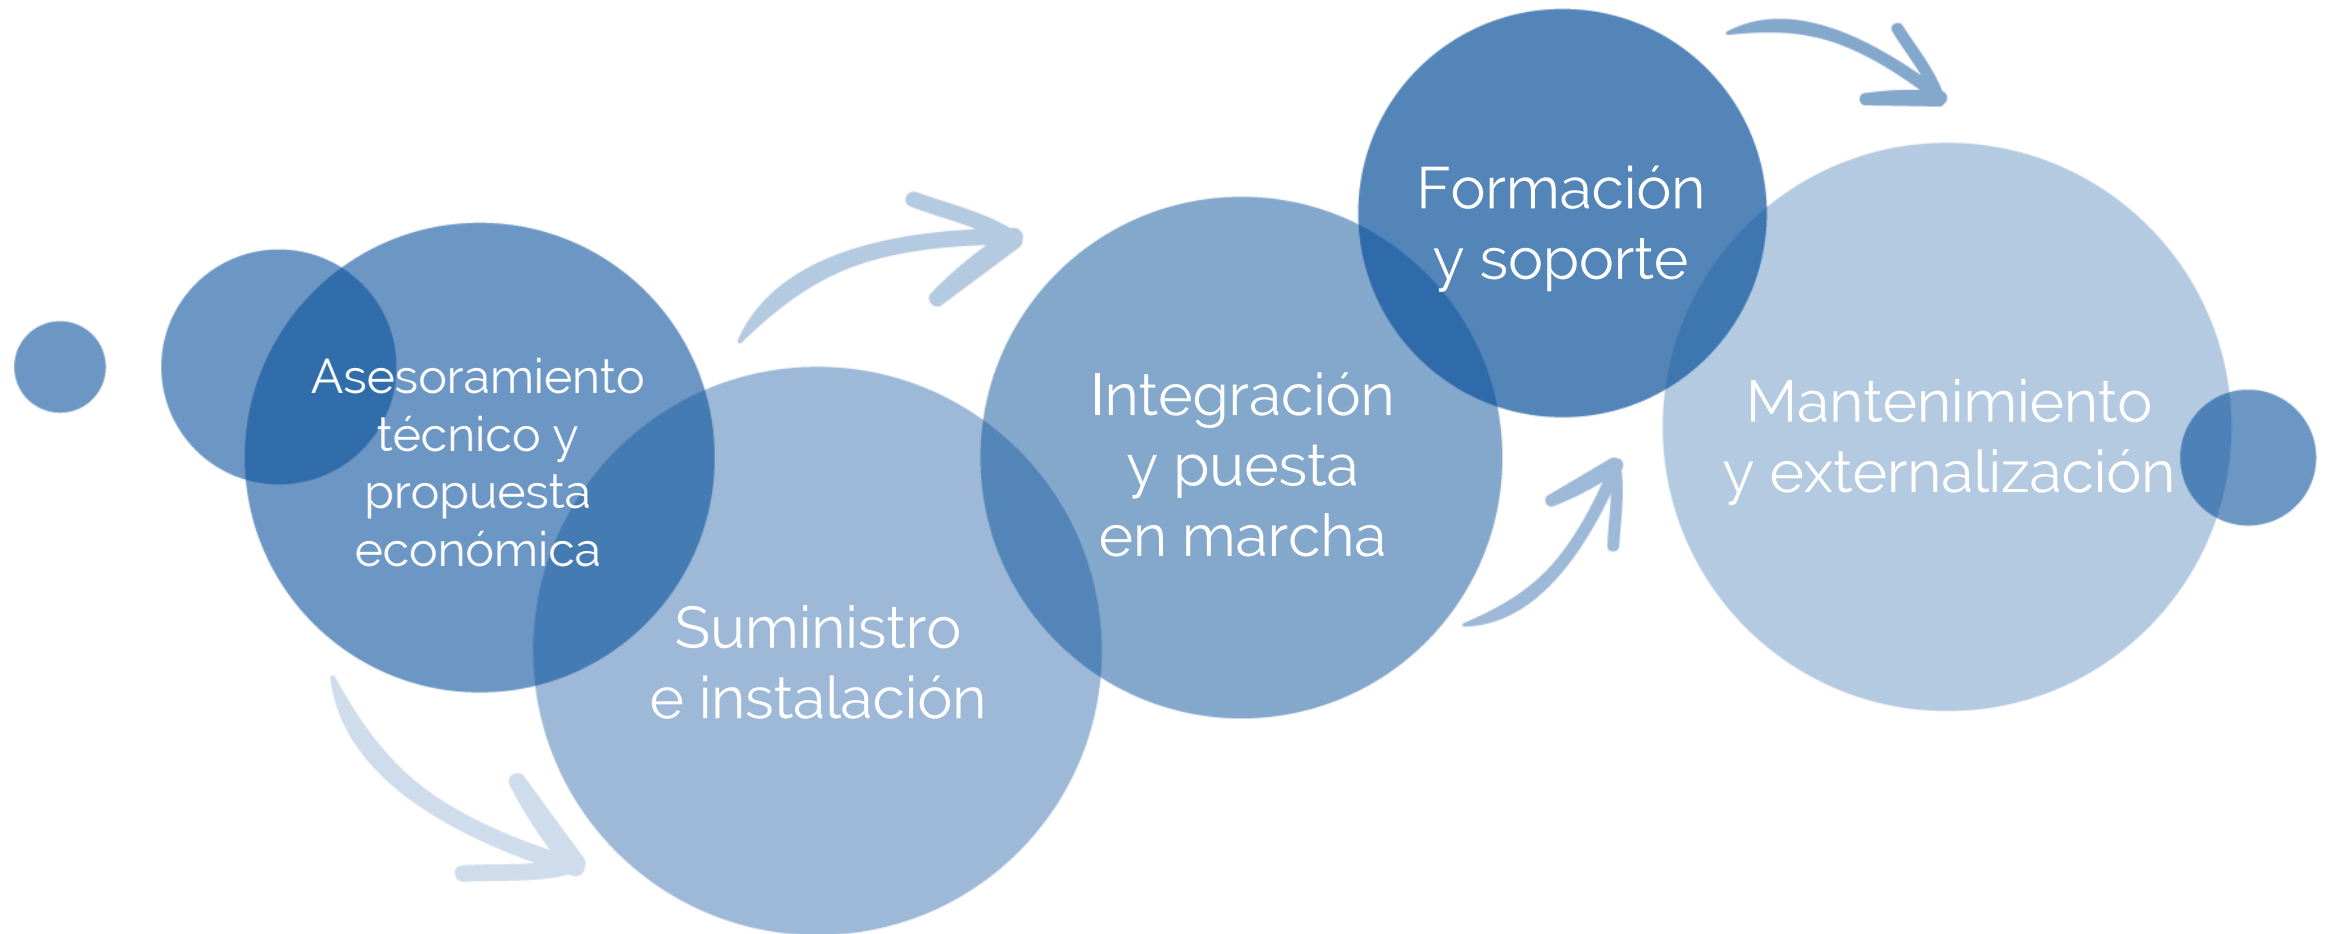 Asesoramiento
técnico y
propuesta
económica
Suministro
e instalación
Integración
y puesta
en marcha
Formación
y soporte
Mantenimiento
y externalización